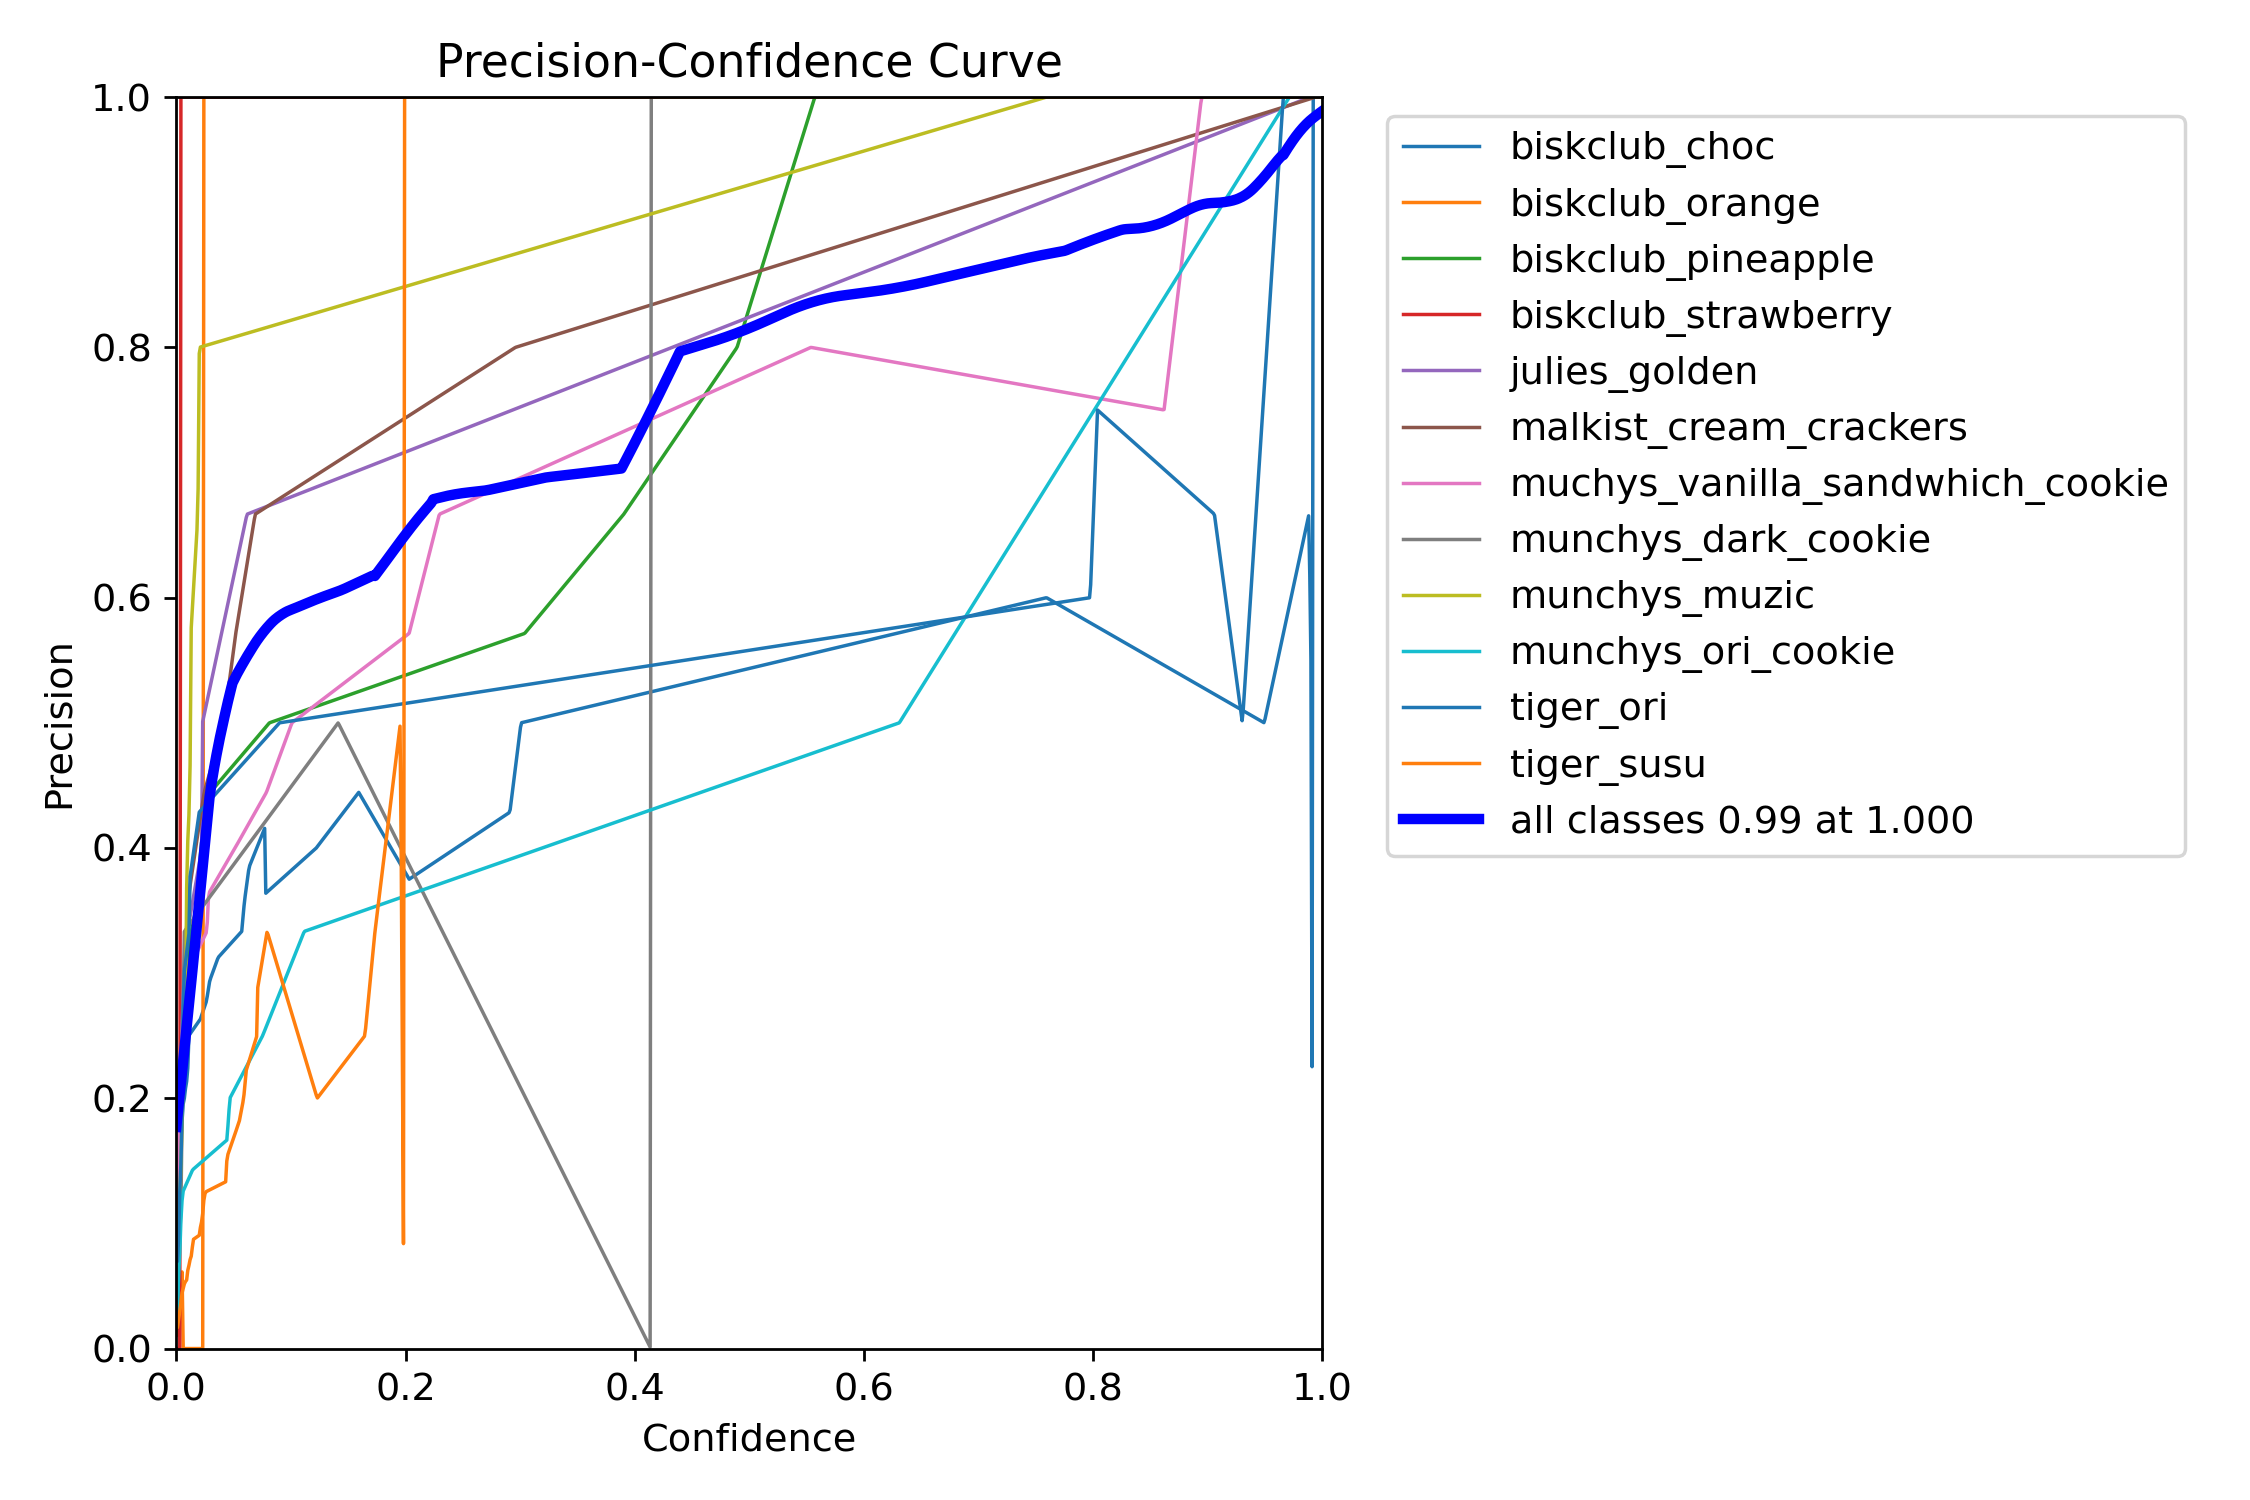 Precision-Confidence Curve
1.0
0.8
0.6
0.4
0.2
0.0
Precision
0.0 0.2 0.4 0.6 0.8 1.0
Confidence
biskclub_choc
biskclub_orange
biskclub_pineapple
biskclub_strawberry
julies_golden
malkist_cream_crackers
muchys_vanilla_sandwhich_cookie
munchys_dark_cookie
munchys_muzic
munchys_ori_cookie
tiger_ori
tiger_susu
all classes 0.99 at 1.000